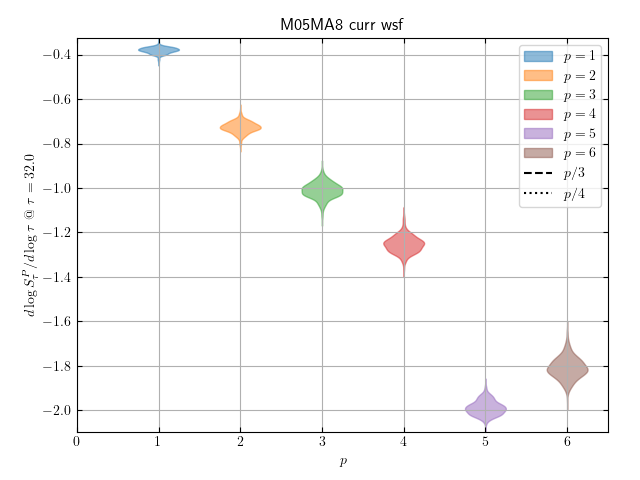 M05MA8 curr wsf
d log S_τ^P / d log τ @ τ = 32.0
−0.4
−0.6
−0.8
−1.0
−1.2
−1.4
−1.6
−1.8
−2.0
0 1 2 3 4 5 6
p
p = 1
p = 2
p = 3
p = 4
p = 5
p = 6
p/3
p/4